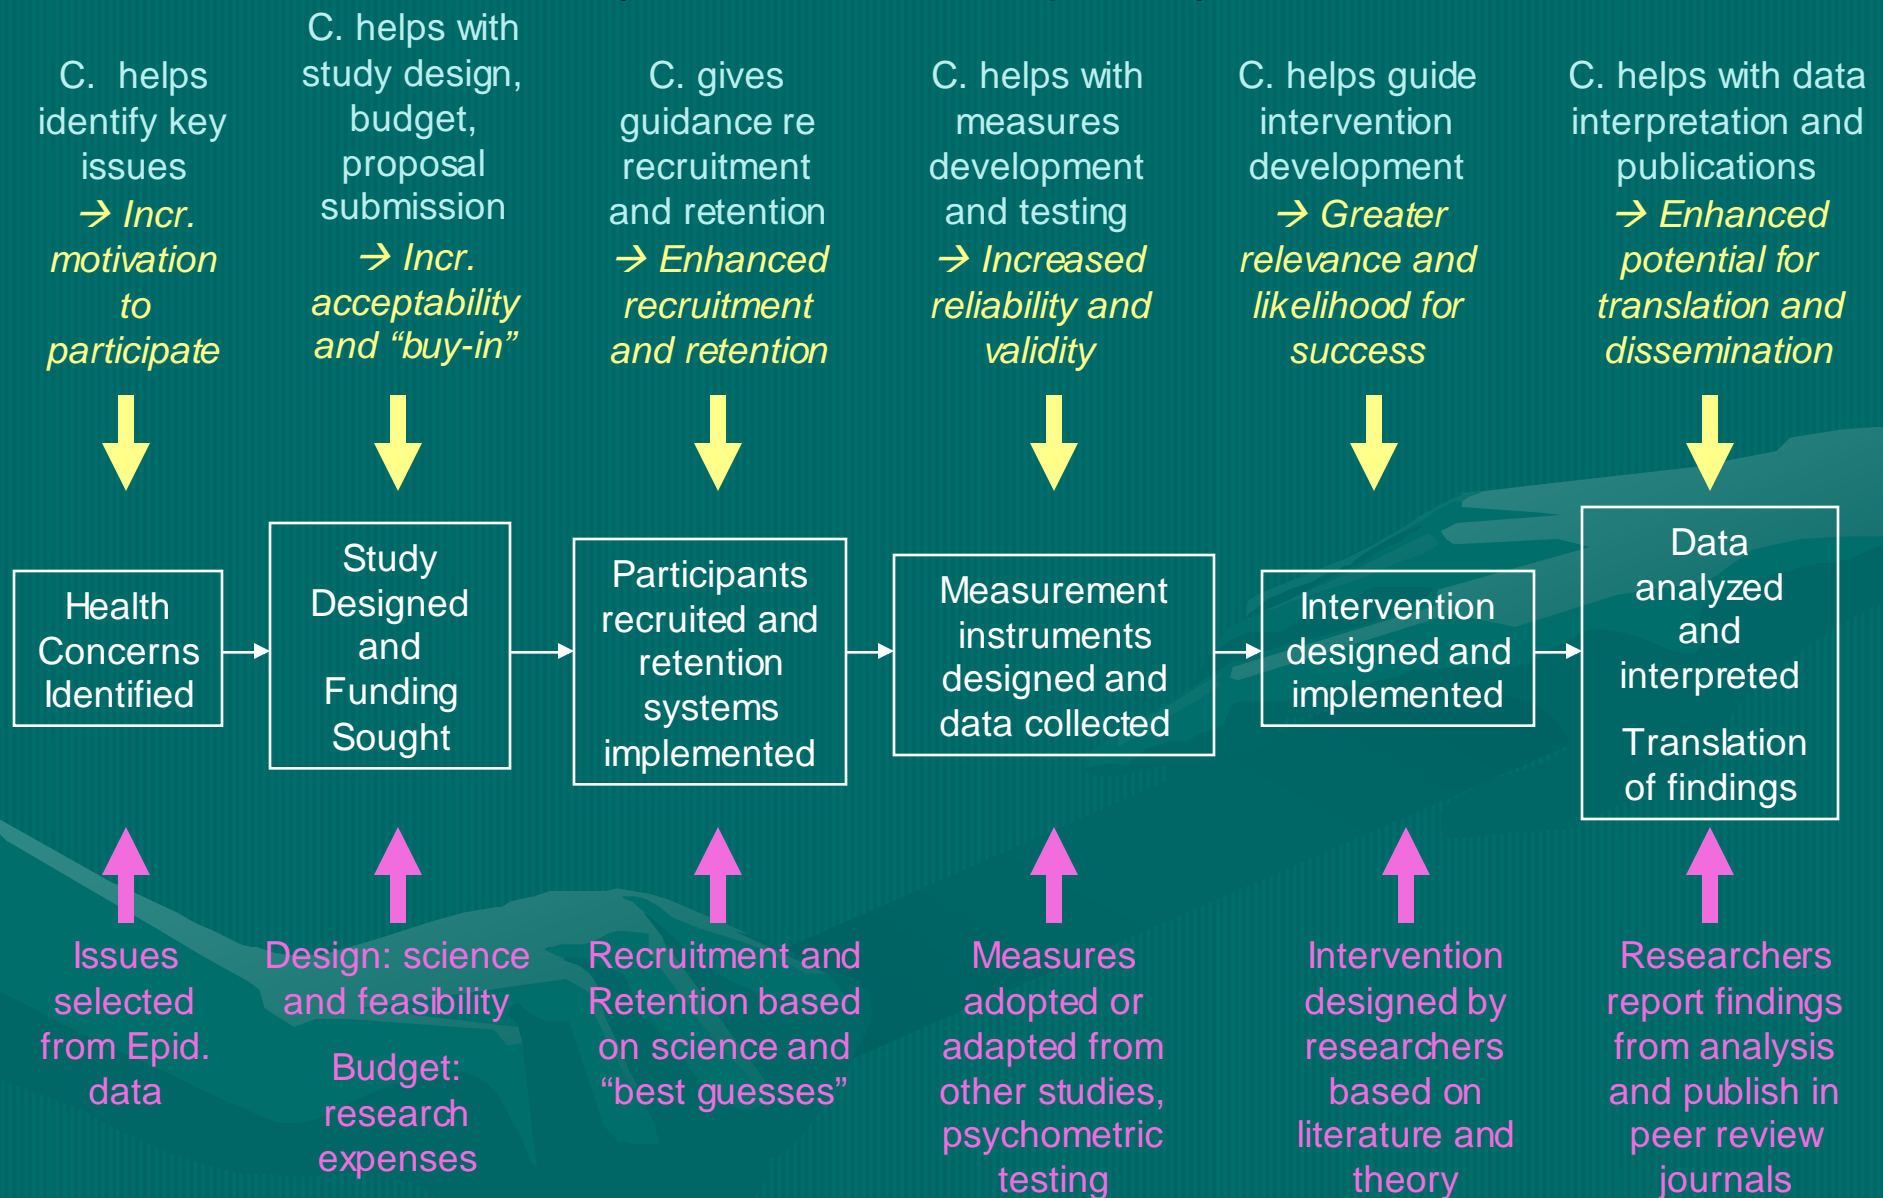 C. helps
identify key
issues
→ Incr.
motivation
to
participate
C. helps with
study design,
budget,
proposal
submission
→ Incr.
acceptability
and “buy-in”
C. gives
guidance re
recruitment
and retention
→ Enhanced
recruitment
and retention
C. helps with
measures
development
and testing
→ Increased
reliability and
validity
C. helps guide
intervention
development
→ Greater
relevance and
likelihood for
success
C. helps with data
interpretation and
publications
→ Enhanced
potential for
translation and
dissemination
Health
Concerns
Identified
Study
Designed
and
Funding
Sought
Participants
recruited and
retention
systems
implemented
Measurement
instruments
designed and
data collected
Intervention
designed and
implemented
Data
analyzed
and
interpreted
Translation
of findings
Issues
selected
from Epid.
data
Design: science
and feasibility
Budget:
research
expenses
Recruitment and
Retention based
on science and
“best guesses”
Measures
adopted or
adapted from
other studies,
psychometric
testing
Intervention
designed by
researchers
based on
literature and
theory
Researchers
report findings
from analysis
and publish in
peer review
journals